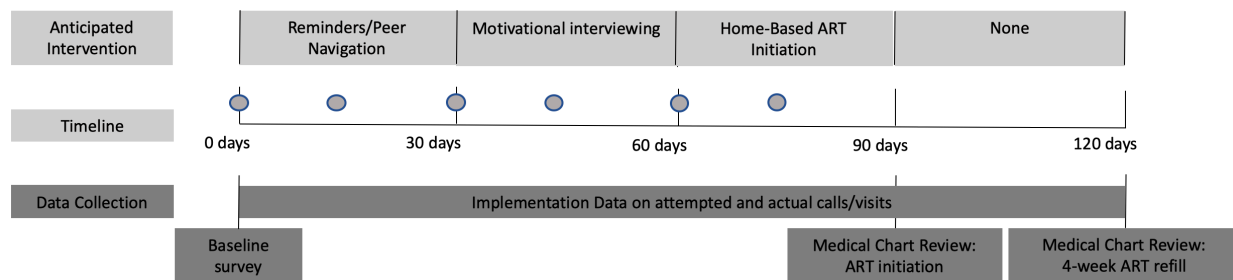 Anticipated
Intervention
Reminders/Peer
Navigation
Motivational interviewing
Home-Based ART
Initiation
None
Timeline
0 days
30 days
60 days
90 days
120 days
Data Collection
Implementation Data on attempted and actual calls/visits
Baseline
survey
Medical Chart Review:
ART initiation
Medical Chart Review:
4-week ART refill